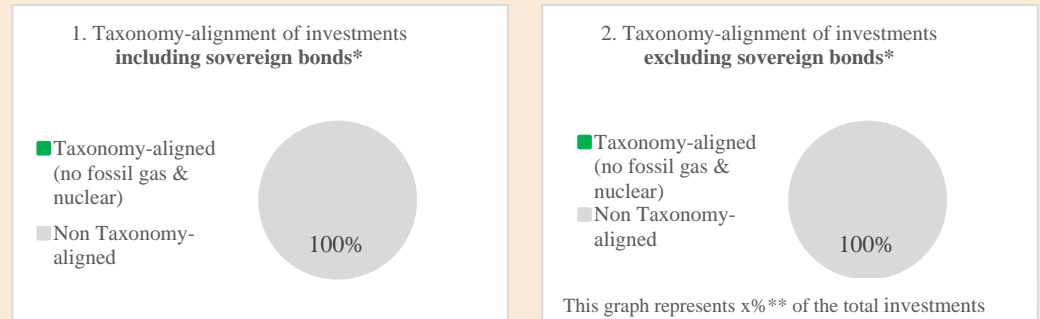 1. Taxonomy-alignment of investments
including sovereign bonds*
Taxonomy-aligned
(no fossil gas &
nuclear)
Non Taxonomy-
aligned
100%
2. Taxonomy-alignment of investments
excluding sovereign bonds*
Taxonomy-aligned
(no fossil gas &
nuclear)
Non Taxonomy-
aligned
100%
This graph represents x%** of the total investments